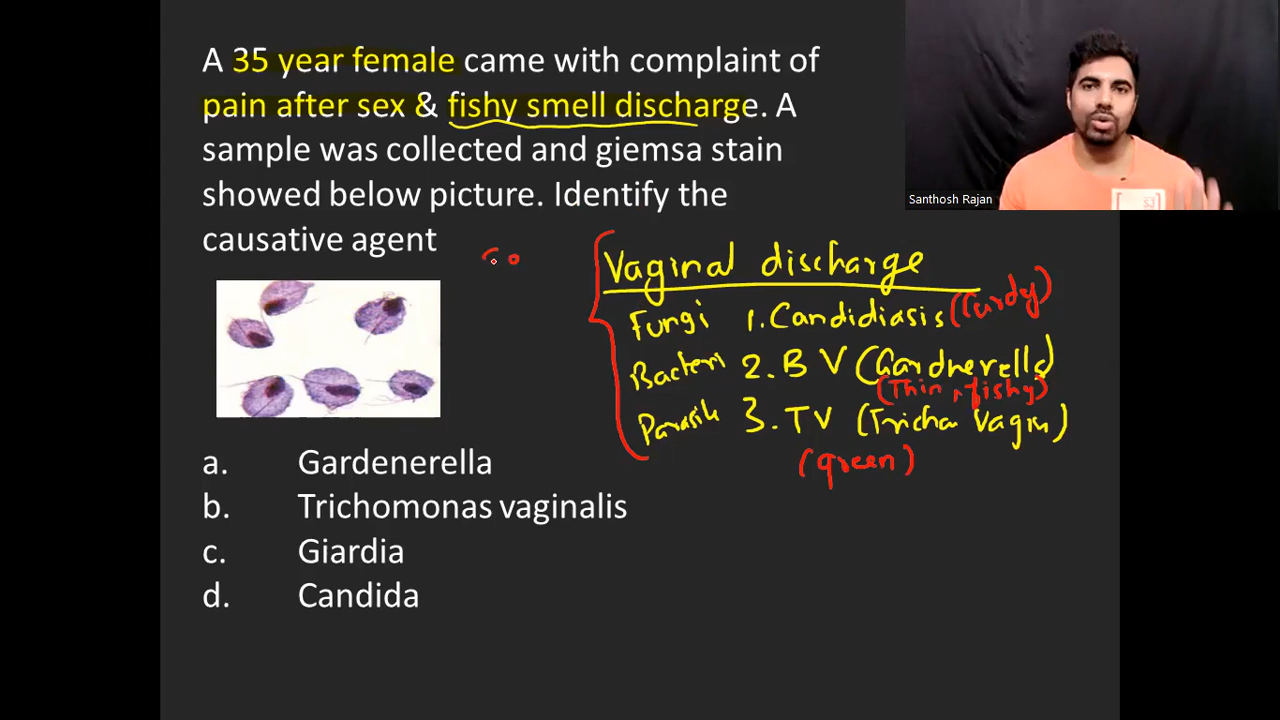 A 35 year female came with complaint of
pain after sex & fishy smell discharge. A
sample was collected and giemsa stain
showed below picture. Identify the
causative agent
Santhosh Rajan
Vaginal discharge
Fungi 1. Candidiasis (Curdy)
Bacteri 2. BV (Gardnerella)
(Thin, fishy)
3. TV (Tricho Vagin)
(green)
a. Gardenerella
b. Trichomonas vaginalis
c. Giardia
d. Candida